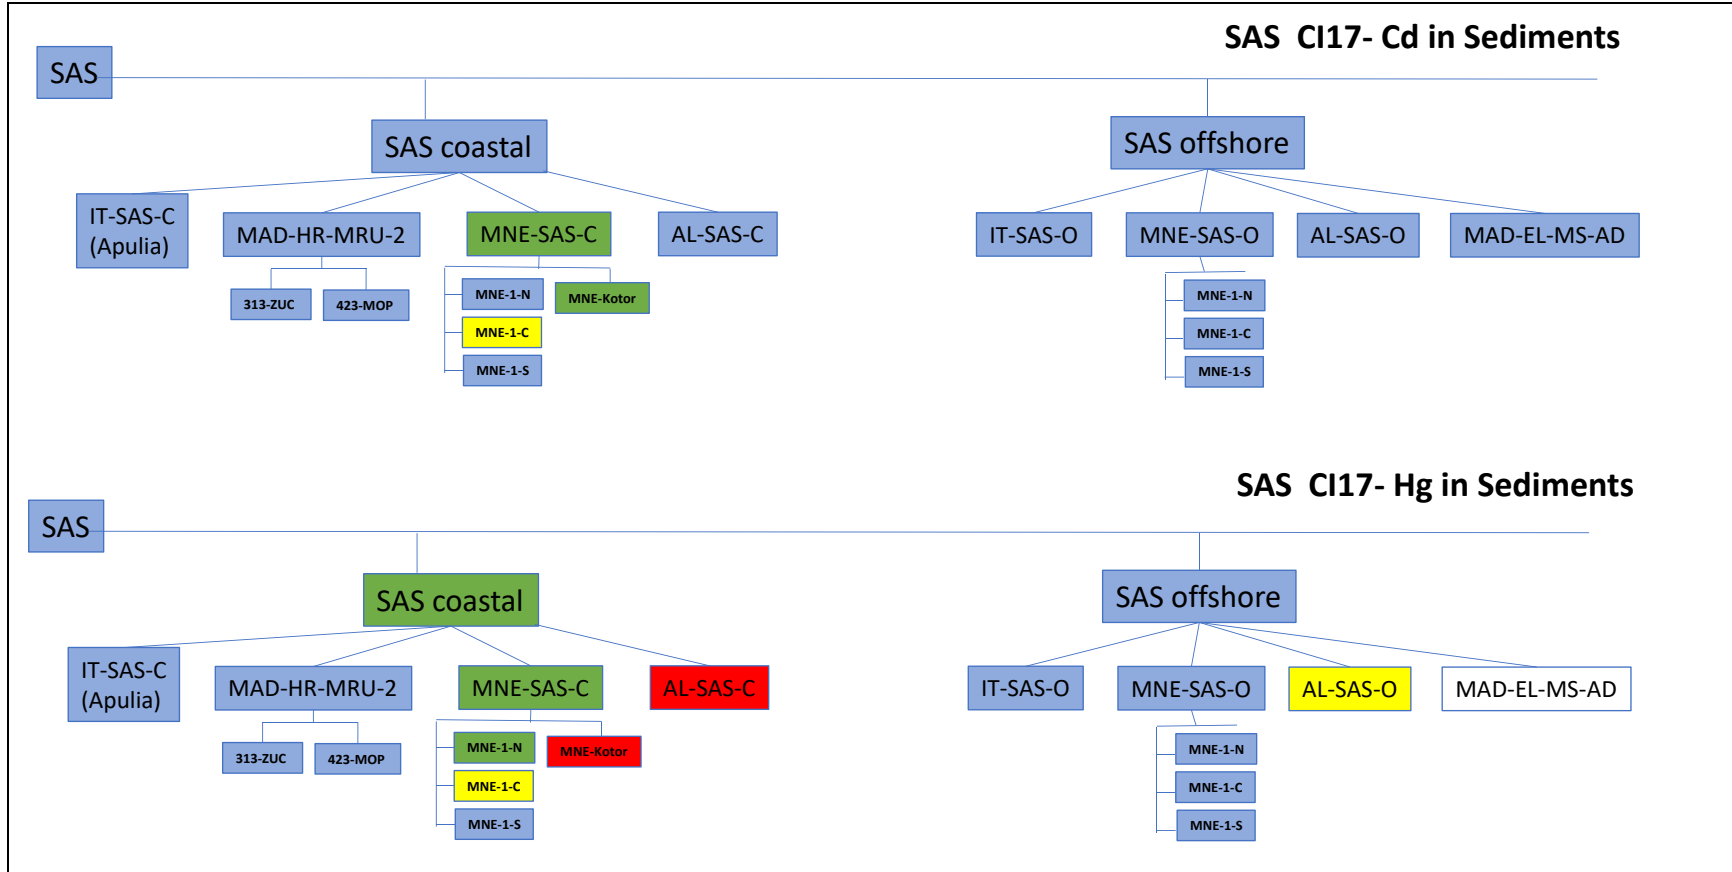 SAS CI17- Cd in Sediments
SAS
SAS coastal
SAS offshore
IT-SAS-C
(Apulia)
MAD-HR-MRU-2
MNE-SAS-C
AL-SAS-C
IT-SAS-O
MNE-SAS-O
AL-SAS-O
MAD-EL-MS-AD
313-ZUC
423-MOP
MNE-1-N
MNE-Kotor
MNE-1-C
MNE-1-S
MNE-1-N
MNE-1-C
MNE-1-S
SAS CI17- Hg in Sediments
SAS
SAS coastal
SAS offshore
IT-SAS-C
(Apulia)
MAD-HR-MRU-2
MNE-SAS-C
AL-SAS-C
IT-SAS-O
MNE-SAS-O
AL-SAS-O
MAD-EL-MS-AD
313-ZUC
423-MOP
MNE-1-N
MNE-Kotor
MNE-1-C
MNE-1-S
MNE-1-N
MNE-1-C
MNE-1-S